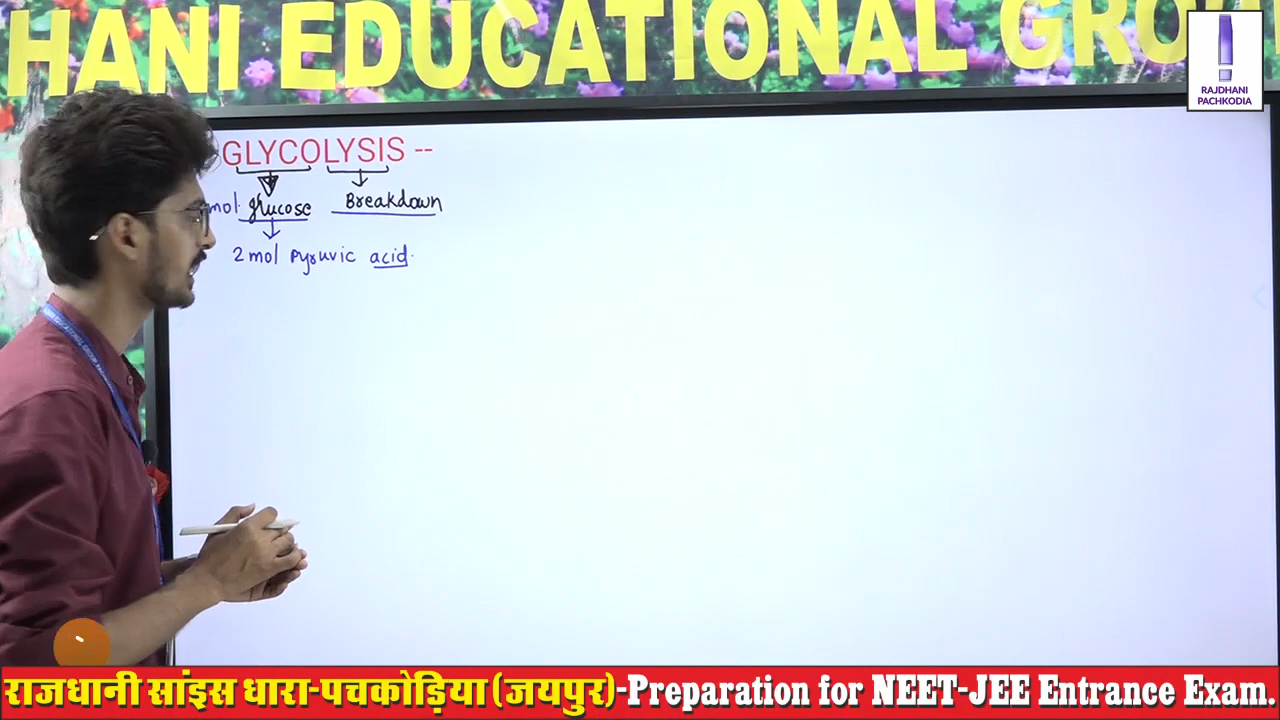 HANI EDUCATIONAL GRO
RAJDHANI
PACHKODIA
GLYCOLYSIS --
mol. glucose Breakdown
2 mol pyruvic acid.
राजधानी सांइस धारा-पचकोड़िया (जयपुर)-Preparation for NEET-JEE Entrance Exam.